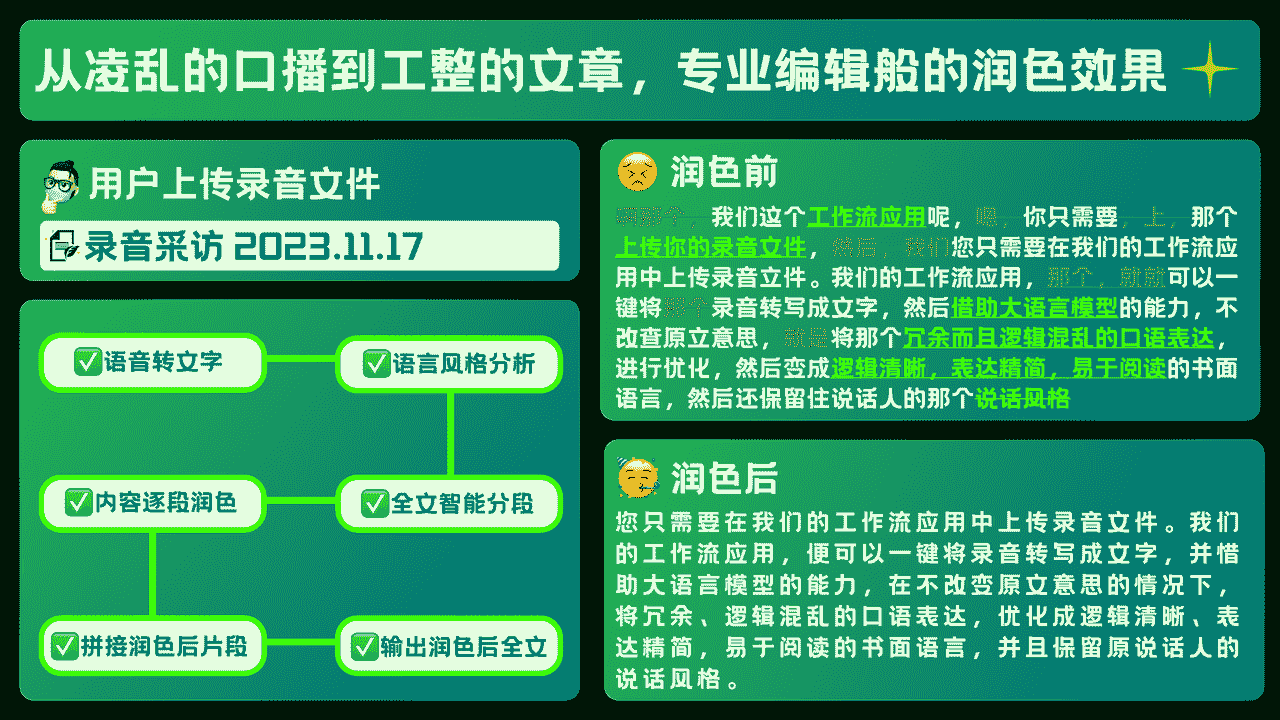 从凌乱的口播到工整的文章，专业编辑般的润色效果
用户上传录音文件
录音采访 2023.11.17
语音转文字
语言风格分析
内容逐段润色
全文智能分段
拼接润色后片段
输出润色后全文
润色前
我们这个工作流应用呢，嗯，你只需要，上，那个
上传你的录音文件，然后，我们您只需要在我们的工作流应
用中上传录音文件。我们的工作流应用，那个，就就可以一
键将那个录音转写成文字，然后借助大语言模型的能力，不
改查原立意思，就是将那个冗余而且逻辑混乱的口语表达，
进行优化，然后变成逻辑清晰，表达精简，易于阅读的书面
语言，然后还保留住说话人的那个说话风格
润色后
您只需要在我们的工作流应用中上传录音文件。我们
的工作流应用，便可以一键将录音转写成文字，并借
助大语言模型的能力，在不改变原立意思的情况下，
将冗余、逻辑混乱的口语表达，优化成逻辑清晰、表
达精简，易于阅读的书面语言，并且保留原说话人的
说话风格。